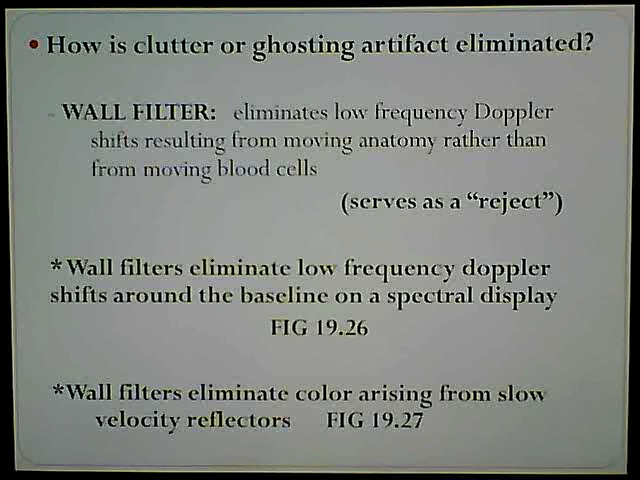 • How is clutter or ghosting artifact eliminated?
- WALL FILTER: eliminates low frequency Doppler
shifts resulting from moving anatomy rather than
from moving blood cells
(serves as a “reject”)
*Wall filters eliminate low frequency doppler
shifts around the baseline on a spectral display
FIG 19.26
*Wall filters eliminate color arising from slow
velocity reflectors FIG 19.27